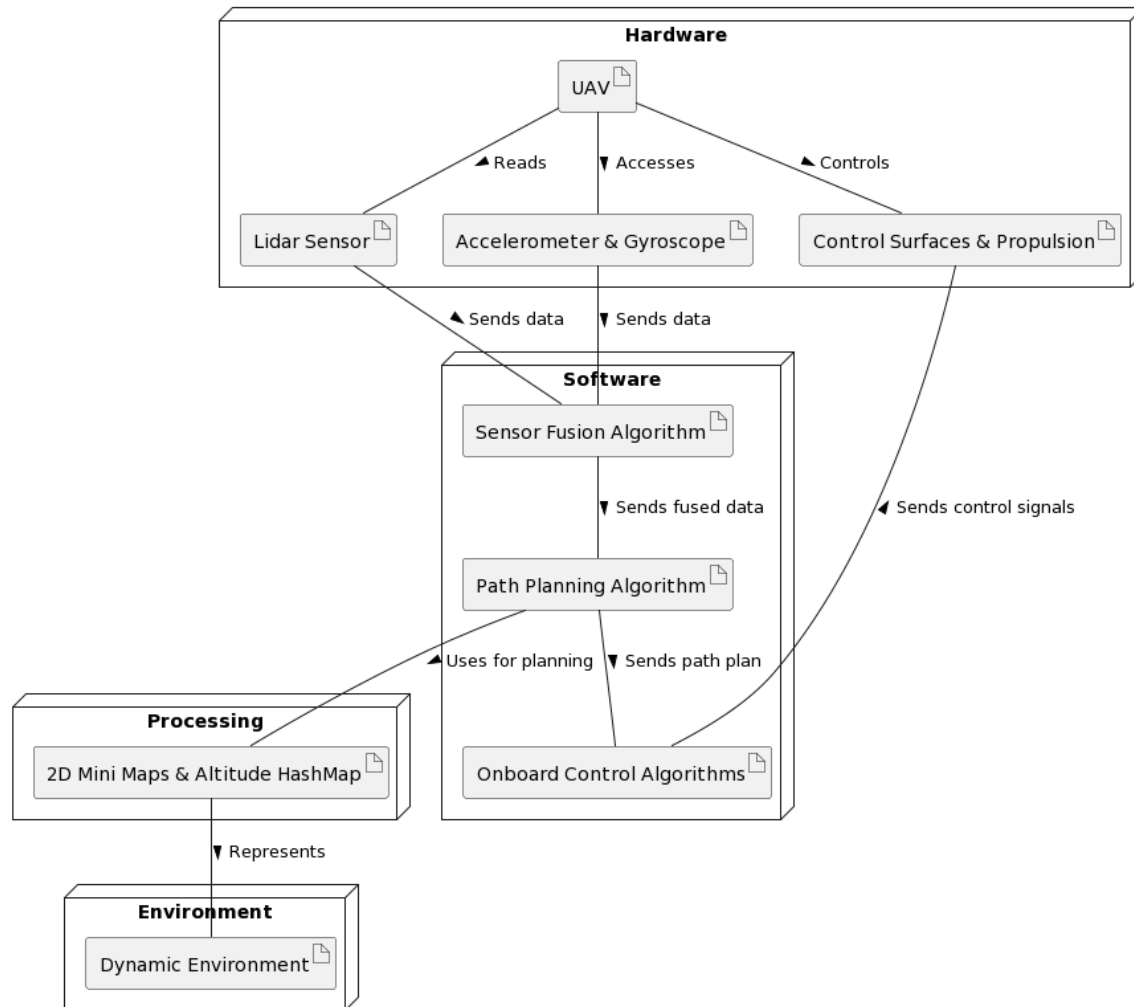 Hardware
UAV
Reads
Accesses
Controls
Lidar Sensor
Accelerometer & Gyroscope
Control Surfaces & Propulsion
Sends data
Sends data
Software
Sensor Fusion Algorithm
Sends fused data
Sends control signals
Path Planning Algorithm
Uses for planning
Sends path plan
Processing
2D Mini Maps & Altitude HashMap
Onboard Control Algorithms
Represents
Environment
Dynamic Environment